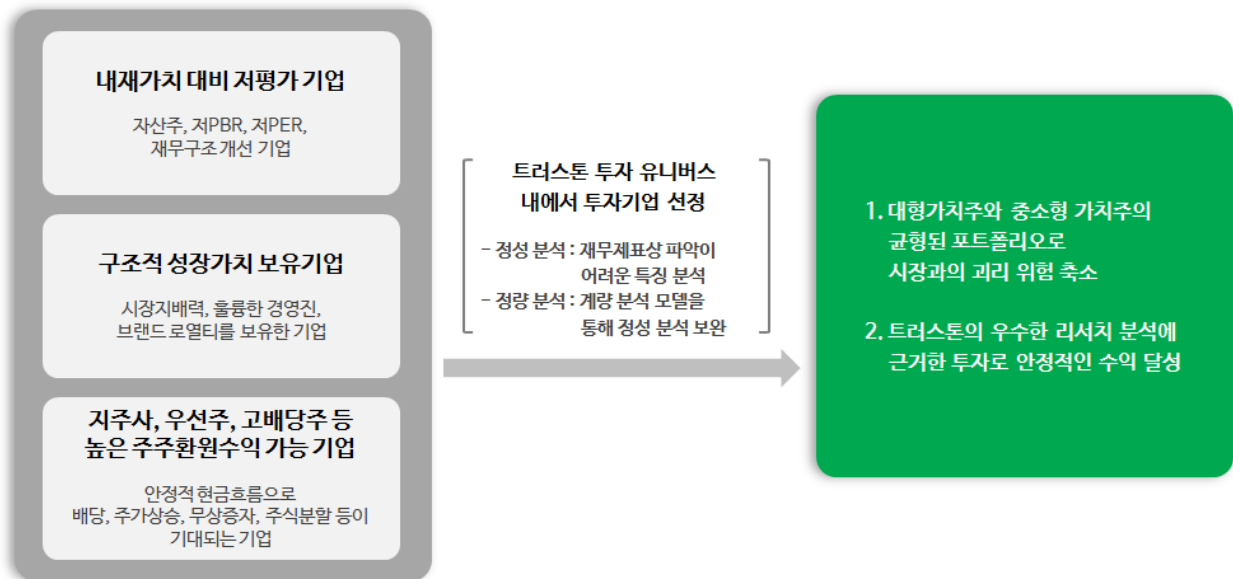 내재가치 대비 저평가 기업
자산주, 저PBR, 저PER,
재무구조 개선 기업
구조적 성장가치 보유기업
시장지배력, 훌륭한 경영진,
브랜드 로열티를 보유한 기업
지주사, 우선주, 고배당주 등
높은 주주환원수익 가능 기업
안정적 현금흐름으로
배당, 주가상승, 무상증자, 주식분할 등이
기대되는 기업
트러스톤 투자 유니버스
내에서 투자기업 선정
- 정성 분석 : 재무제표상 파악이
어려운 특징 분석
- 정량 분석 : 계량 분석 모델을
통해 정성 분석 보완
1. 대형가치주와 중소형 가치주의
균형된 포트폴리오로
시장과의 괴리 위험 축소
2. 트러스톤의 우수한 리서치 분석에
근거한 투자로 안정적인 수익 달성